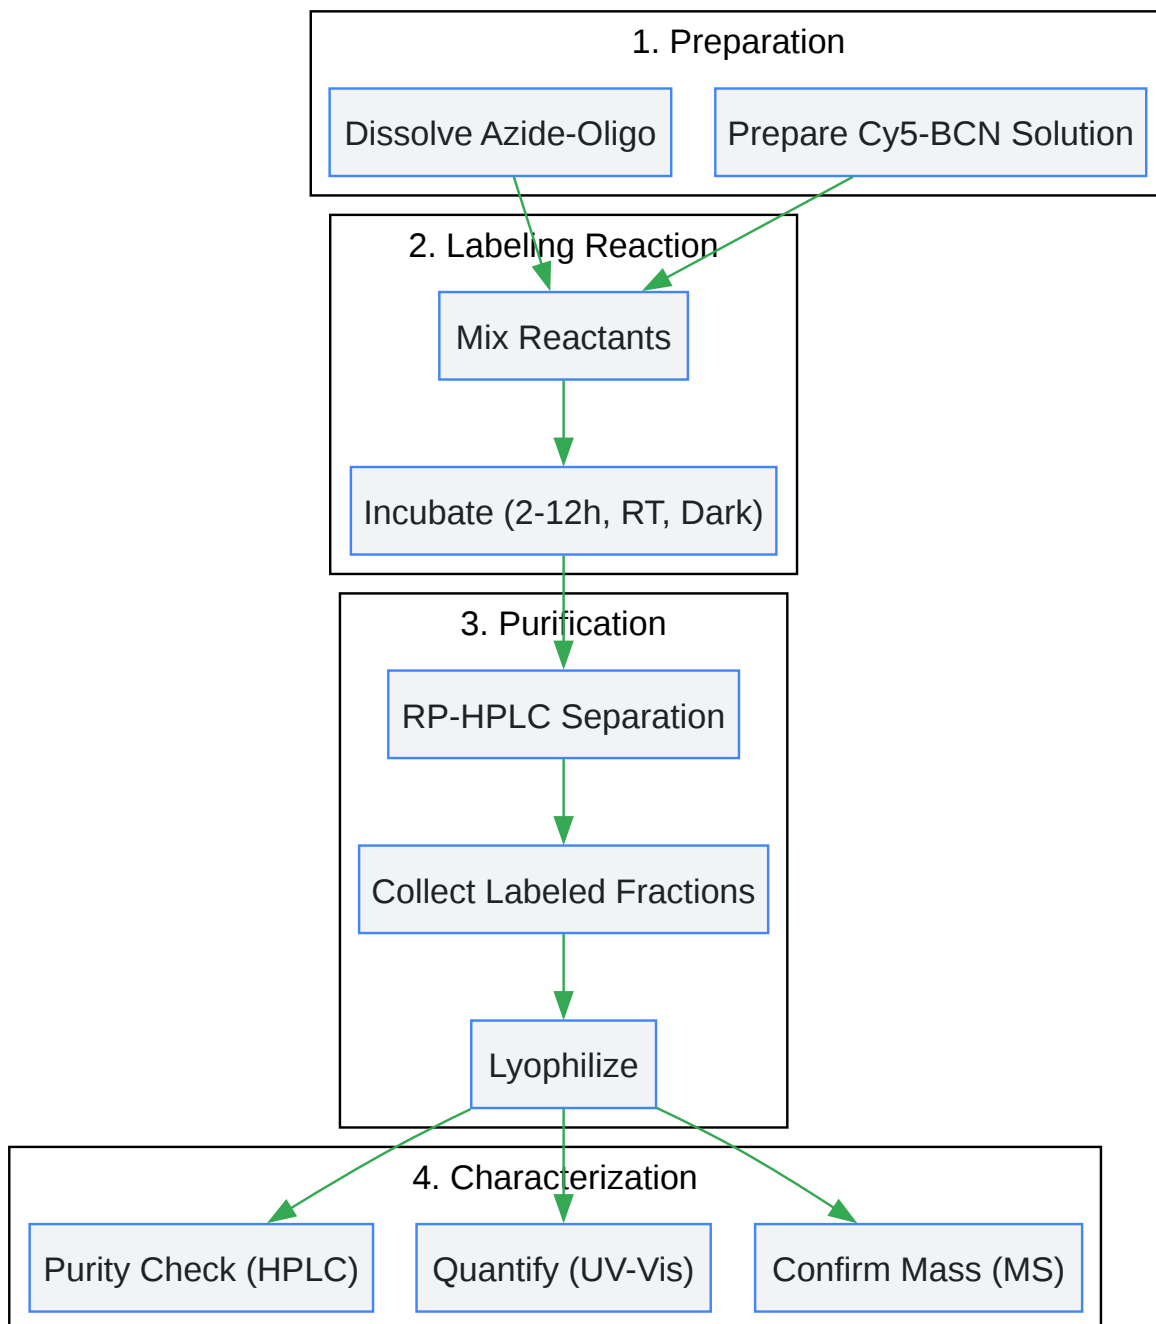 1. Preparation
Dissolve Azide-Oligo
Prepare Cy5-BCN Solution
2. Labeling Reaction
Mix Reactants
Incubate (2-12h, RT, Dark)
3. Purification
RP-HPLC Separation
Collect Labeled Fractions
Lyophilize
4. Characterization
Purity Check (HPLC)
Quantify (UV-Vis)
Confirm Mass (MS)